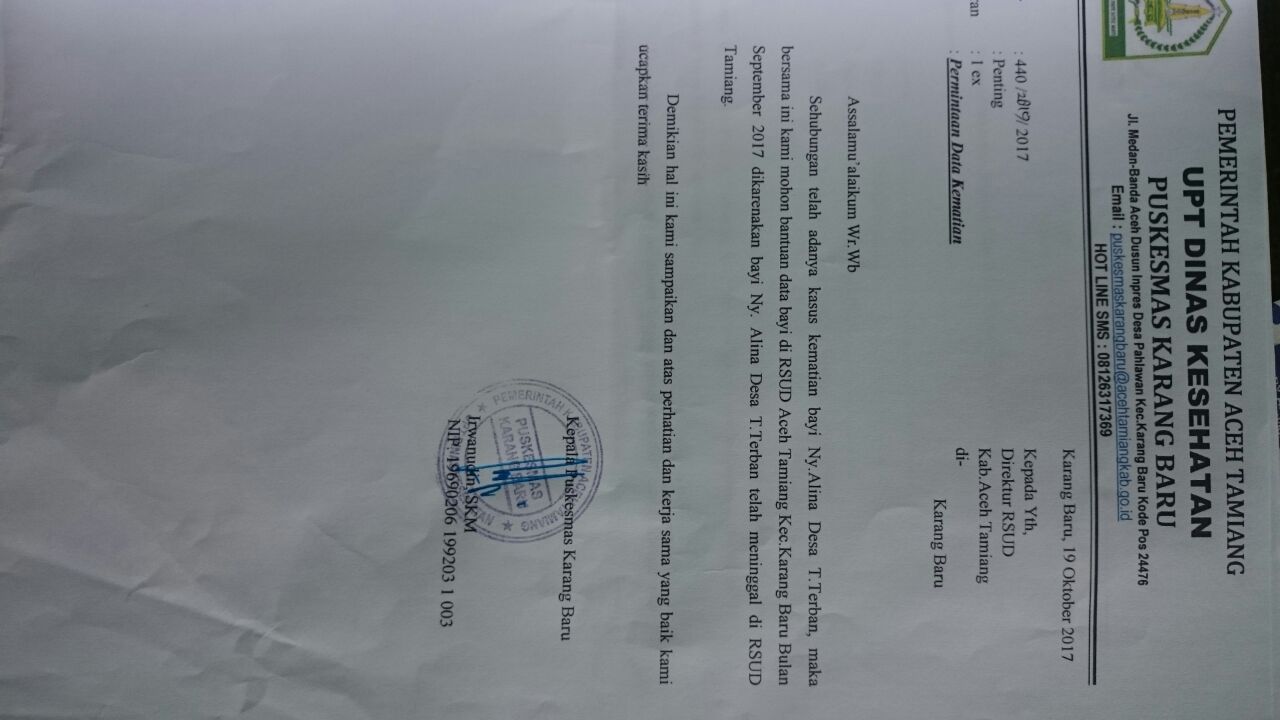 PEMERINTAH KABUPATEN ACEH TAMIANG
UPT DINAS KESEHATAN
PUSKESMAS KARANG BARU
Jl. Medan-Banda Aceh Dusun Inpres Desa Pahlawan Kec.Karang Baru Kode Pos 24476
Email : puskesmaskarangbaru@acehtamiangkab.go.id
HOT LINE SMS : 08126317369
Karang Baru, 19 Oktober 2017
: 440 /2819/ 2017
: Penting
ran : 1 ex
: Permintaan Data Kematian
Kepada Yth,
Direktur RSUD
Kab.Aceh Tamiang
di-
Karang Baru
Assalamu'alaikum Wr.Wb
Sehubungan telah adanya kasus kematian bayi Ny.Alina Desa T.Terban, maka
bersama ini kami mohon bantuan data bayi di RSUD Aceh Tamiang Kec.Karang Baru Bulan
September 2017 dikarenakan bayi Ny. Alina Desa T.Terban telah meninggal di RSUD
Tamiang.
Demikian hal ini kami sampaikan dan atas perhatian dan kerja sama yang baik kami
ucapkan terima kasih
Kepala Puskesmas Karang Baru
PEMERINTAH KABUPATEN ACEH TAMIANG
PUSKESMAS
KARANG BARU
Irwanudin, SKM
NIP. 19690206 199203 1 003